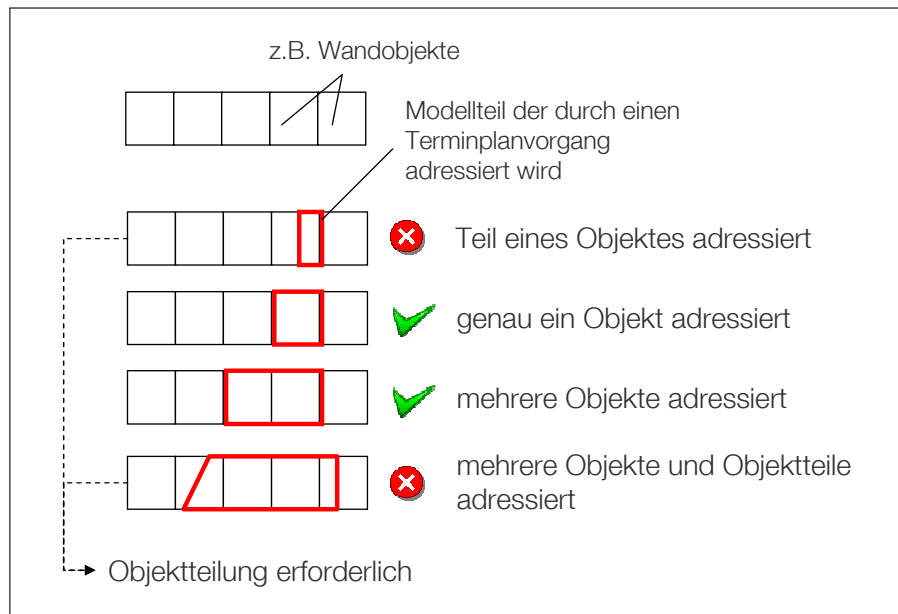 z.B. Wandobjekte
Modellteil der durch einen
Terminplanvorgang
adressiert wird
Teil eines Objektes adressiert
genau ein Objekt adressiert
mehrere Objekte adressiert
mehrere Objekte und Objektteile
adressiert
Objektteilung erforderlich